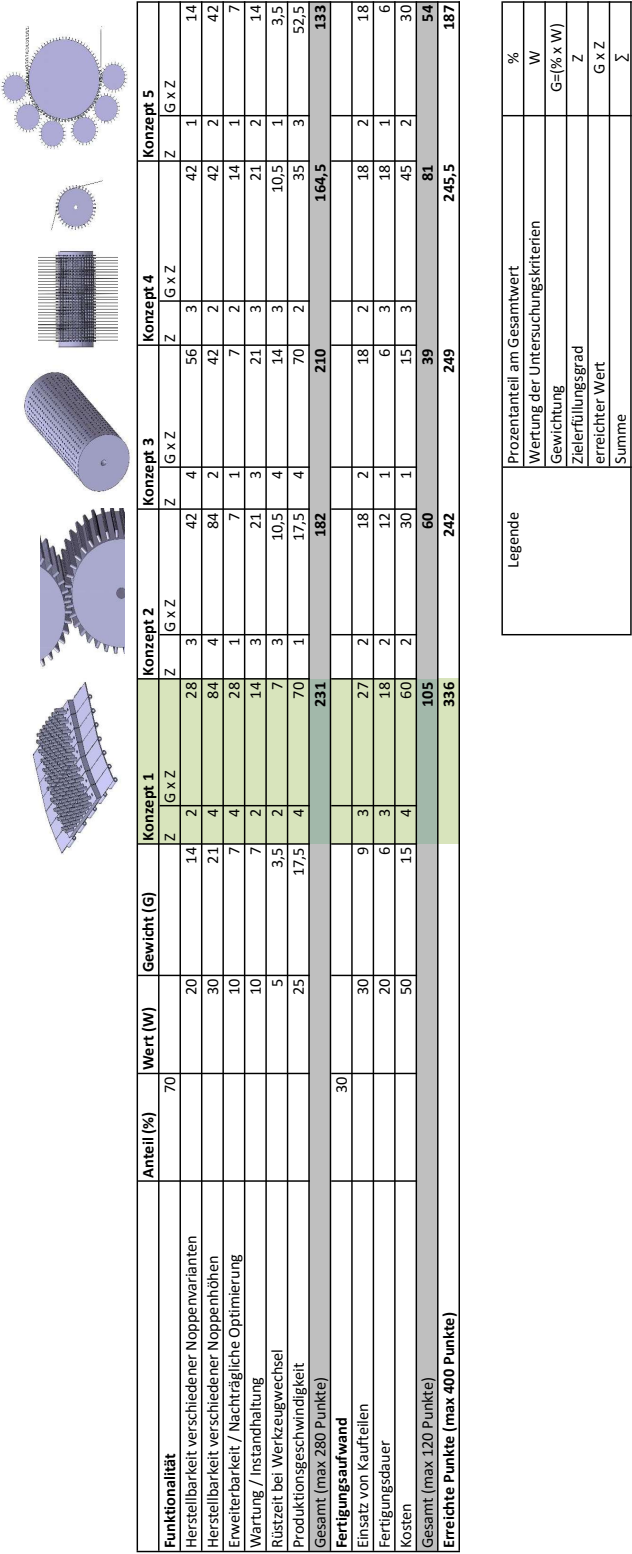 Anteil (%) Wert (W) Gewicht (G) Konzept 1 Konzept 2 Konzept 3 Konzept 4 Konzept 5
Funktionalität 70 Z G x Z Z G x Z Z G x Z Z G x Z Z G x Z
Herstellbarkeit verschiedener Noppenvarianten 20 14 2 28 3 42 4 56 3 42 1 14
Herstellbarkeit verschiedener Noppenhöhen 30 21 4 84 4 84 2 42 2 42 2 42
Erweiterbarkeit / Nachträgliche Optimierung 10 7 4 28 1 7 1 7 2 14 1 7
Wartung / Instandhaltung 10 7 2 14 3 21 3 21 3 21 2 14
Rüstzeit bei Werkzeugwechsel 5 3,5 2 7 3 10,5 4 14 3 10,5 1 3,5
Produktionsgeschwindigkeit 25 17,5 4 70 1 17,5 4 70 2 35 3 52,5
Gesamt (max 280 Punkte) 231 182 210 164,5 133
Fertigungsaufwand 30
Einsatz von Kaufteilen 30 9 3 27 2 18 2 18 2 18 2 18
Fertigungsdauer 20 6 3 18 2 12 1 6 3 18 1 6
Kosten 50 15 4 60 2 30 1 15 3 45 2 30
Gesamt (max 120 Punkte) 105 60 39 81 54
Erreichte Punkte (max 400 Punkte) 336 242 249 245,5 187
Legende Prozentanteil am Gesamtwert %
Wertung der Untersuchungskriterien W
Gewichtung G=(% x W)
Zielerfüllungsgrad Z
erreichter Wert G x Z
Summe Σ